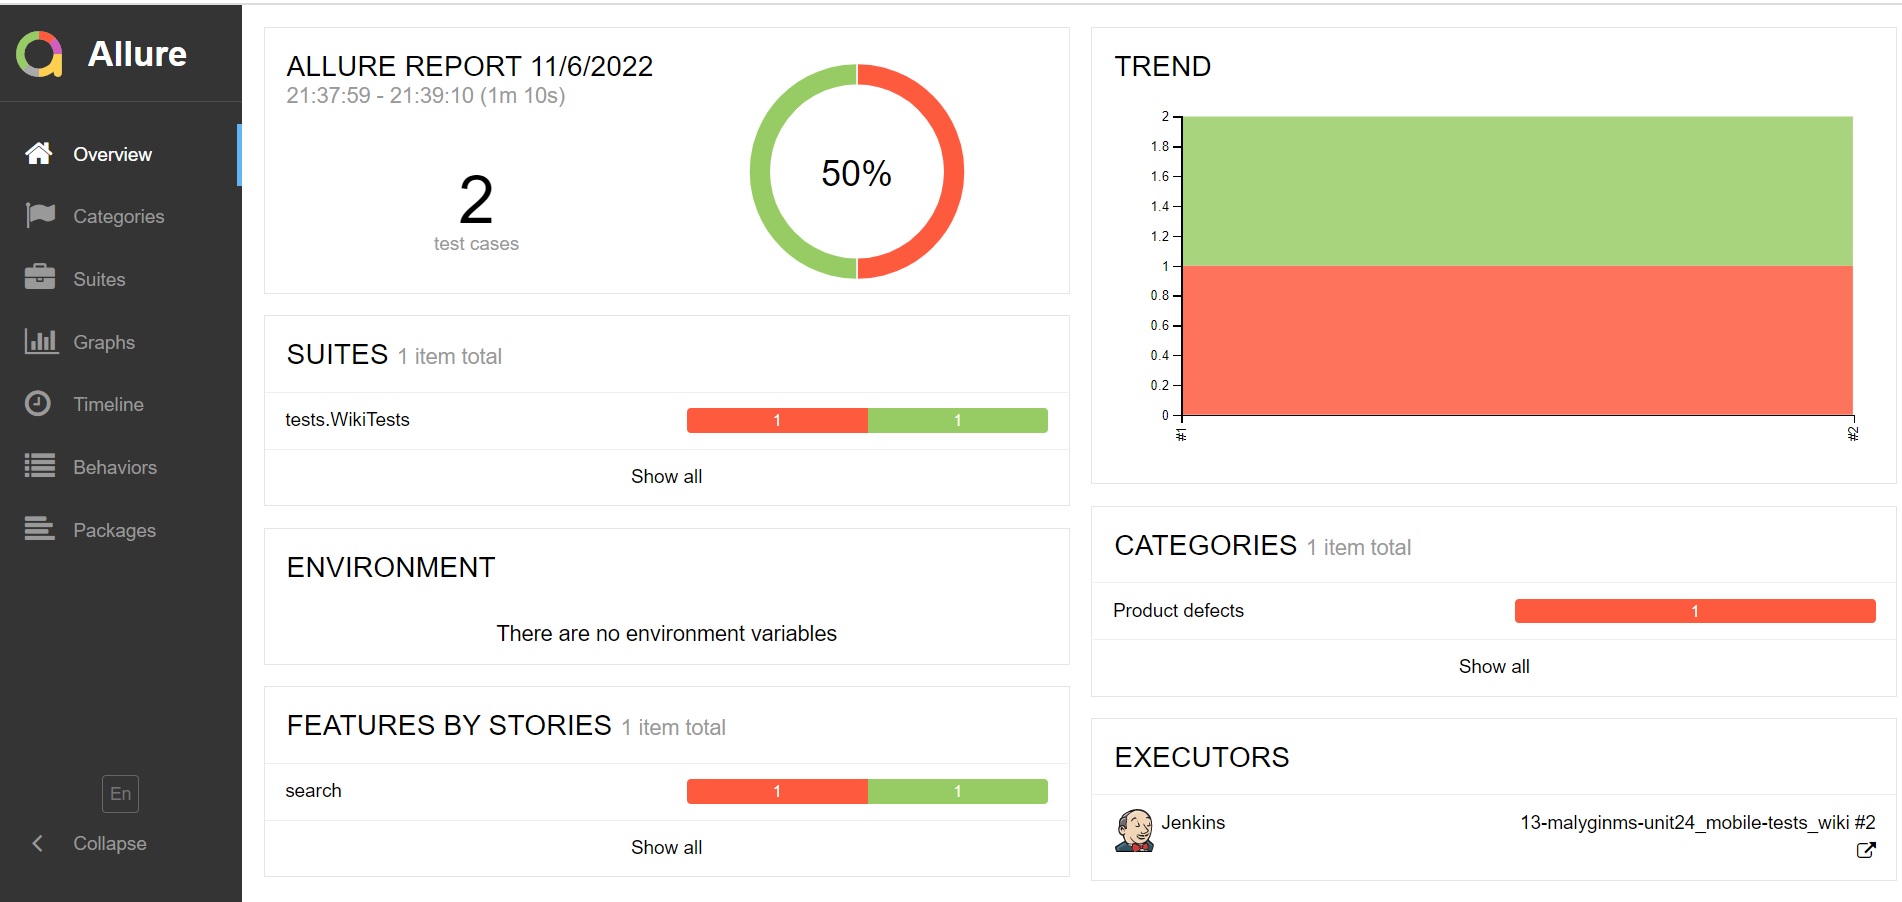 Allure
Overview
Categories
Suites
Graphs
Timeline
Behaviors
Packages
En
Collapse
ALLURE REPORT 11/6/2022
21:37:59 - 21:39:10 (1m 10s)
2
test cases
50%
SUITES 1 item total
tests.WikiTests 1 1
Show all
ENVIRONMENT
There are no environment variables
FEATURES BY STORIES 1 item total
search 1 1
Show all
TREND
2
1.8
1.6
1.4
1.2
1
0.8
0.6
0.4
0.2
0
#1 #2
CATEGORIES 1 item total
Product defects 1
Show all
EXECUTORS
Jenkins 13-malyginms-unit24_mobile-tests_wiki #2